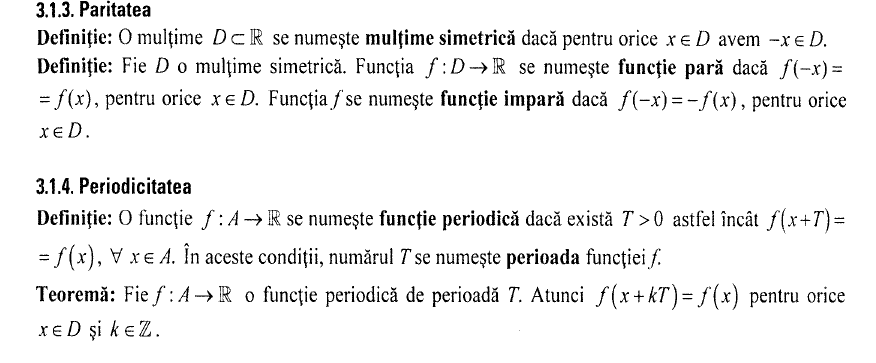 3.1.3. Paritatea
Definiție: O mulțime D ⊂ ℝ se numește mulțime simetrică dacă pentru orice x ∈ D avem −x ∈ D.
Definiție: Fie D o mulțime simetrică. Funcția f : D → ℝ se numește funcție pară dacă f(−x) =
= f(x), pentru orice x ∈ D. Funcția f se numește funcție impară dacă f(−x) = −f(x), pentru orice
x ∈ D.
3.1.4. Periodicitatea
Definiție: O funcție f : A → ℝ se numește funcție periodică dacă există T > 0 astfel încât f(x+T) =
= f(x), ∀ x ∈ A. În aceste condiții, numărul T se numește perioada funcției f.
Teoremă: Fie f : A → ℝ o funcție periodică de perioadă T. Atunci f(x + kT) = f(x) pentru orice
x ∈ D și k ∈ ℤ.